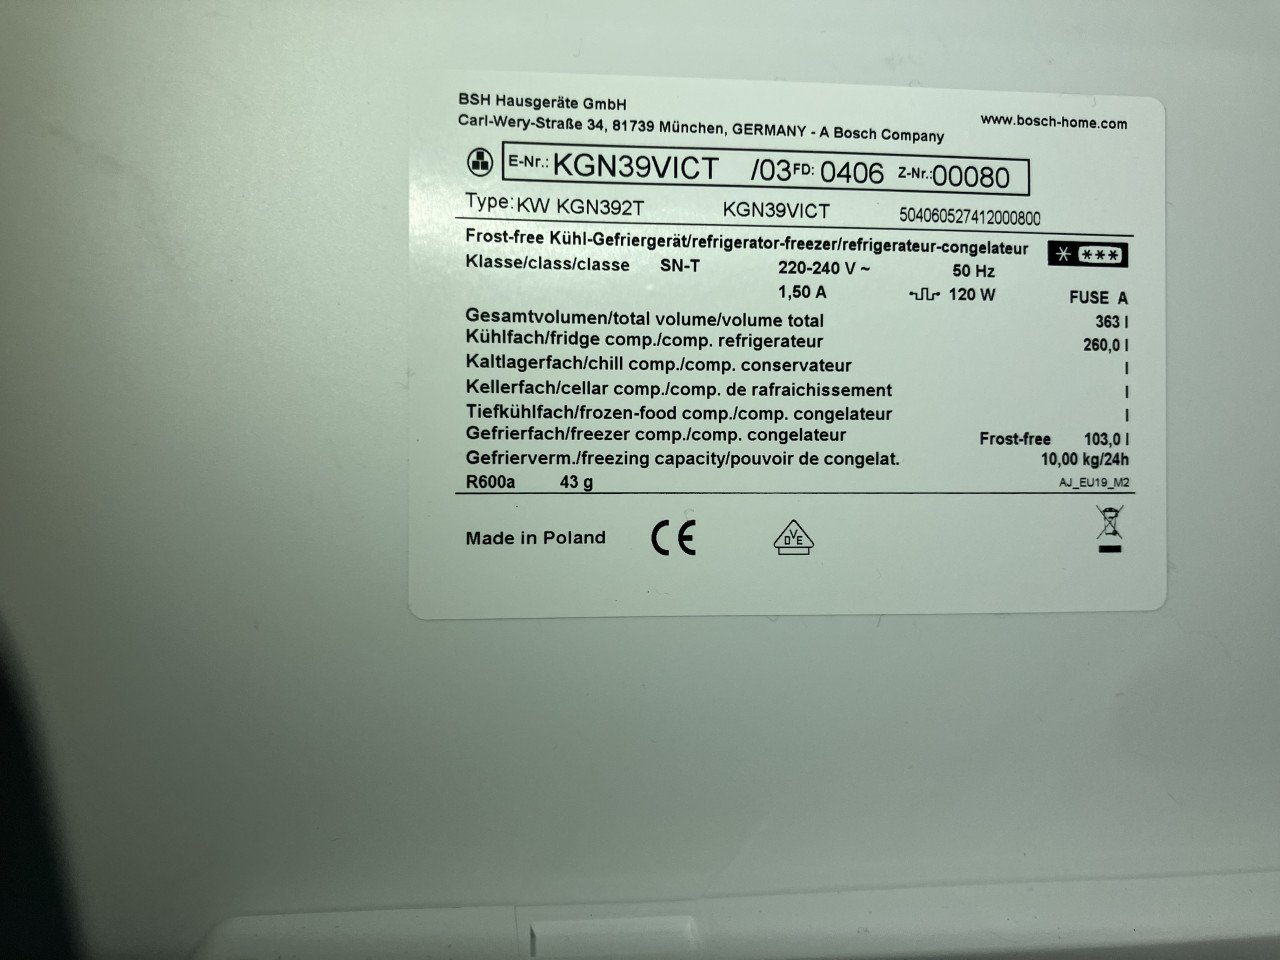 BSH Hausgeräte GmbH
Carl-Wery-Straße 34, 81739 München, GERMANY - A Bosch Company
www.bosch-home.com
E-Nr.: KGN39VICT /03 FD: 0406 Z-Nr.: 00080
Type: KW KGN392T KGN39VICT 504060527412000800
Frost-free Kühl-Gefriergerät/refrigerator-freezer/refrigerateur-congelateur
Klasse/class/classe SN-T 220-240 V ~ 50 Hz
1,50 A 120 W FUSE A
Gesamtvolumen/total volume/volume total 363 l
Kühlfach/fridge comp./comp. refrigerateur 260,0 l
Kaltlagerfach/chill comp./comp. conservateur l
Kellerfach/cellar comp./comp. de rafraichissement l
Tiefkühlfach/frozen-food comp./comp. congelateur l
Gefrierfach/freezer comp./comp. congelateur Frost-free 103,0 l
Gefrierverm./freezing capacity/pouvoir de congelat. 10,00 kg/24h
R600a 43 g AJ_EU19_M2
Made in Poland CE DVE